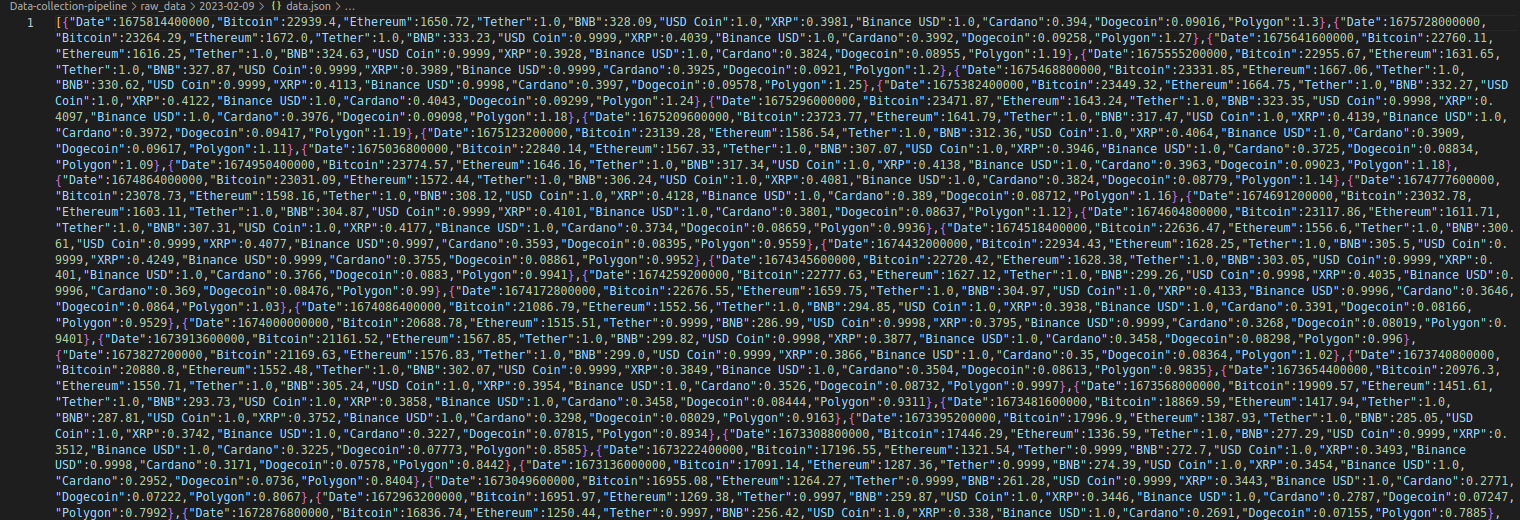 Data-collection-pipeline > raw_data > 2023-02-09 > {} data.json > ...
1 [{"Date":1675814400000,"Bitcoin":22939.4,"Ethereum":1650.72,"Tether":1.0,"BNB":328.09,"USD Coin":1.0,"XRP":0.3981,"Binance USD":1.0,"Cardano":0.394,"Dogecoin":0.09016,"Polygon":1.3},{"Date":1675728000000,
"Bitcoin":23264.29,"Ethereum":1672.0,"Tether":1.0,"BNB":333.23,"USD Coin":0.9999,"XRP":0.4039,"Binance USD":1.0,"Cardano":0.3992,"Dogecoin":0.09258,"Polygon":1.27},{"Date":1675641600000,"Bitcoin":22760.11,
"Ethereum":1616.25,"Tether":1.0,"BNB":324.63,"USD Coin":0.9999,"XRP":0.3928,"Binance USD":1.0,"Cardano":0.3824,"Dogecoin":0.08955,"Polygon":1.19},{"Date":1675555200000,"Bitcoin":22955.67,"Ethereum":1631.65,
"Tether":1.0,"BNB":327.87,"USD Coin":0.9999,"XRP":0.3989,"Binance USD":0.9999,"Cardano":0.3925,"Dogecoin":0.0921,"Polygon":1.2},{"Date":1675468800000,"Bitcoin":23331.85,"Ethereum":1667.06,"Tether":1.0,
"BNB":330.62,"USD Coin":0.9999,"XRP":0.4113,"Binance USD":0.9998,"Cardano":0.3997,"Dogecoin":0.09578,"Polygon":1.25},{"Date":1675382400000,"Bitcoin":23449.32,"Ethereum":1664.75,"Tether":1.0,"BNB":332.27,"USD
Coin":1.0,"XRP":0.4122,"Binance USD":1.0,"Cardano":0.4043,"Dogecoin":0.09299,"Polygon":1.24},{"Date":1675296000000,"Bitcoin":23471.87,"Ethereum":1643.24,"Tether":1.0,"BNB":323.35,"USD Coin":0.9998,"XRP":0.
4097,"Binance USD":1.0,"Cardano":0.3976,"Dogecoin":0.09098,"Polygon":1.18},{"Date":1675209600000,"Bitcoin":23723.77,"Ethereum":1641.79,"Tether":1.0,"BNB":317.47,"USD Coin":1.0,"XRP":0.4139,"Binance USD":1.0,
"Cardano":0.3972,"Dogecoin":0.09417,"Polygon":1.19},{"Date":1675123200000,"Bitcoin":23139.28,"Ethereum":1586.54,"Tether":1.0,"BNB":312.36,"USD Coin":1.0,"XRP":0.4064,"Binance USD":1.0,"Cardano":0.3909,
"Dogecoin":0.09617,"Polygon":1.11},{"Date":1675036800000,"Bitcoin":22840.14,"Ethereum":1567.33,"Tether":1.0,"BNB":307.07,"USD Coin":1.0,"XRP":0.3946,"Binance USD":1.0,"Cardano":0.3725,"Dogecoin":0.08834,
"Polygon":1.09},{"Date":1674950400000,"Bitcoin":23774.57,"Ethereum":1646.16,"Tether":1.0,"BNB":317.34,"USD Coin":1.0,"XRP":0.4138,"Binance USD":1.0,"Cardano":0.3963,"Dogecoin":0.09023,"Polygon":1.18},
{"Date":1674864000000,"Bitcoin":23031.09,"Ethereum":1572.44,"Tether":1.0,"BNB":306.24,"USD Coin":1.0,"XRP":0.4081,"Binance USD":1.0,"Cardano":0.3824,"Dogecoin":0.08779,"Polygon":1.14},{"Date":1674777600000,
"Bitcoin":23078.73,"Ethereum":1598.16,"Tether":1.0,"BNB":308.12,"USD Coin":1.0,"XRP":0.4128,"Binance USD":1.0,"Cardano":0.389,"Dogecoin":0.08712,"Polygon":1.16},{"Date":1674691200000,"Bitcoin":23032.78,
"Ethereum":1603.11,"Tether":1.0,"BNB":304.87,"USD Coin":0.9999,"XRP":0.4101,"Binance USD":1.0,"Cardano":0.3801,"Dogecoin":0.08637,"Polygon":1.12},{"Date":1674604800000,"Bitcoin":23117.86,"Ethereum":1611.71,
"Tether":1.0,"BNB":307.31,"USD Coin":1.0,"XRP":0.4177,"Binance USD":1.0,"Cardano":0.3734,"Dogecoin":0.08659,"Polygon":0.9936},{"Date":1674518400000,"Bitcoin":22636.47,"Ethereum":1556.6,"Tether":1.0,"BNB":300.
61,"USD Coin":0.9999,"XRP":0.4077,"Binance USD":0.9997,"Cardano":0.3593,"Dogecoin":0.08395,"Polygon":0.9559},{"Date":1674432000000,"Bitcoin":22934.43,"Ethereum":1628.25,"Tether":1.0,"BNB":305.5,"USD Coin":0.
9999,"XRP":0.4249,"Binance USD":0.9999,"Cardano":0.3755,"Dogecoin":0.08861,"Polygon":0.9952},{"Date":1674345600000,"Bitcoin":22720.42,"Ethereum":1628.38,"Tether":1.0,"BNB":303.05,"USD Coin":0.9999,"XRP":0.
401,"Binance USD":1.0,"Cardano":0.3766,"Dogecoin":0.0883,"Polygon":0.9941},{"Date":1674259200000,"Bitcoin":22777.63,"Ethereum":1627.12,"Tether":1.0,"BNB":299.26,"USD Coin":0.9998,"XRP":0.4035,"Binance USD":0.
9996,"Cardano":0.369,"Dogecoin":0.08476,"Polygon":0.99},{"Date":1674172800000,"Bitcoin":22676.55,"Ethereum":1659.75,"Tether":1.0,"BNB":304.97,"USD Coin":1.0,"XRP":0.4133,"Binance USD":0.9996,"Cardano":0.3646,
"Dogecoin":0.0864,"Polygon":1.03},{"Date":1674086400000,"Bitcoin":21086.79,"Ethereum":1552.56,"Tether":1.0,"BNB":294.85,"USD Coin":1.0,"XRP":0.3938,"Binance USD":1.0,"Cardano":0.3391,"Dogecoin":0.08166,
"Polygon":0.9529},{"Date":1674000000000,"Bitcoin":20688.78,"Ethereum":1515.51,"Tether":0.9999,"BNB":286.99,"USD Coin":0.9998,"XRP":0.3795,"Binance USD":0.9999,"Cardano":0.3268,"Dogecoin":0.08019,"Polygon":0.
9401},{"Date":1673913600000,"Bitcoin":21161.52,"Ethereum":1567.85,"Tether":1.0,"BNB":299.82,"USD Coin":0.9998,"XRP":0.3877,"Binance USD":1.0,"Cardano":0.3458,"Dogecoin":0.08298,"Polygon":0.996},
{"Date":1673827200000,"Bitcoin":21169.63,"Ethereum":1576.83,"Tether":1.0,"BNB":299.0,"USD Coin":0.9999,"XRP":0.3866,"Binance USD":1.0,"Cardano":0.35,"Dogecoin":0.08364,"Polygon":1.02},{"Date":1673740800000,
"Bitcoin":20880.8,"Ethereum":1552.48,"Tether":1.0,"BNB":302.07,"USD Coin":0.9999,"XRP":0.3849,"Binance USD":1.0,"Cardano":0.3504,"Dogecoin":0.08613,"Polygon":0.9835},{"Date":1673654400000,"Bitcoin":20976.3,
"Ethereum":1550.71,"Tether":1.0,"BNB":305.24,"USD Coin":1.0,"XRP":0.3954,"Binance USD":1.0,"Cardano":0.3526,"Dogecoin":0.08732,"Polygon":0.9997},{"Date":1673568000000,"Bitcoin":19909.57,"Ethereum":1451.61,
"Tether":1.0,"BNB":293.73,"USD Coin":1.0,"XRP":0.3858,"Binance USD":1.0,"Cardano":0.3458,"Dogecoin":0.08444,"Polygon":0.9311},{"Date":1673481600000,"Bitcoin":18869.59,"Ethereum":1417.94,"Tether":1.0,
"BNB":287.81,"USD Coin":1.0,"XRP":0.3752,"Binance USD":1.0,"Cardano":0.3298,"Dogecoin":0.08029,"Polygon":0.9163},{"Date":1673395200000,"Bitcoin":17996.9,"Ethereum":1387.93,"Tether":1.0,"BNB":285.05,"USD
Coin":1.0,"XRP":0.3742,"Binance USD":1.0,"Cardano":0.3227,"Dogecoin":0.07815,"Polygon":0.8934},{"Date":1673308800000,"Bitcoin":17446.29,"Ethereum":1336.59,"Tether":1.0,"BNB":277.29,"USD Coin":0.9999,"XRP":0.
3512,"Binance USD":1.0,"Cardano":0.3225,"Dogecoin":0.07773,"Polygon":0.8585},{"Date":1673222400000,"Bitcoin":17196.55,"Ethereum":1321.54,"Tether":0.9999,"BNB":272.7,"USD Coin":1.0,"XRP":0.3493,"Binance
USD":0.9998,"Cardano":0.3171,"Dogecoin":0.07578,"Polygon":0.8442},{"Date":1673136000000,"Bitcoin":17091.14,"Ethereum":1287.36,"Tether":0.9999,"BNB":274.39,"USD Coin":1.0,"XRP":0.3454,"Binance USD":1.0,
"Cardano":0.2952,"Dogecoin":0.0736,"Polygon":0.8404},{"Date":1673049600000,"Bitcoin":16955.08,"Ethereum":1264.27,"Tether":0.9999,"BNB":261.28,"USD Coin":0.9999,"XRP":0.3443,"Binance USD":1.0,"Cardano":0.2771,
"Dogecoin":0.07222,"Polygon":0.8067},{"Date":1672963200000,"Bitcoin":16951.97,"Ethereum":1269.38,"Tether":0.9997,"BNB":259.87,"USD Coin":1.0,"XRP":0.3446,"Binance USD":1.0,"Cardano":0.2787,"Dogecoin":0.07247,
"Polygon":0.7992},{"Date":1672876800000,"Bitcoin":16836.74,"Ethereum":1250.44,"Tether":0.9997,"BNB":256.42,"USD Coin":1.0,"XRP":0.338,"Binance USD":1.0,"Cardano":0.2691,"Dogecoin":0.07155,"Polygon":0.7885},